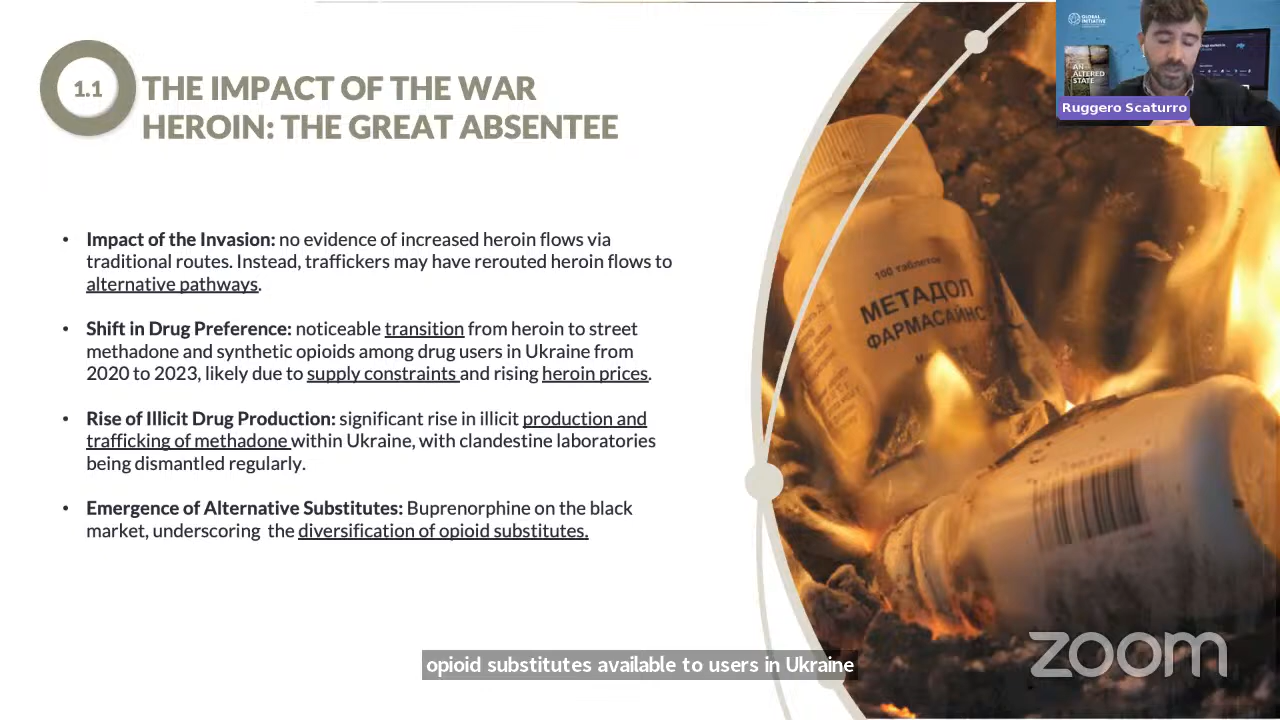 1.1
THE IMPACT OF THE WAR
HEROIN: THE GREAT ABSENTEE
• Impact of the Invasion: no evidence of increased heroin flows via
traditional routes. Instead, traffickers may have rerouted heroin flows to
alternative pathways.
• Shift in Drug Preference: noticeable transition from heroin to street
methadone and synthetic opioids among drug users in Ukraine from
2020 to 2023, likely due to supply constraints and rising heroin prices.
• Rise of Illicit Drug Production: significant rise in illicit production and
trafficking of methadone within Ukraine, with clandestine laboratories
being dismantled regularly.
• Emergence of Alternative Substitutes: Buprenorphine on the black
market, underscoring the diversification of opioid substitutes.
100 таблеток
МЕТАДОЛ
ФАРМАСАЙНС
GLOBAL
INITIATIVE
AN
ALTERED
STATE
Ruggero Scaturro
opioid substitutes available to users in Ukraine
zoom